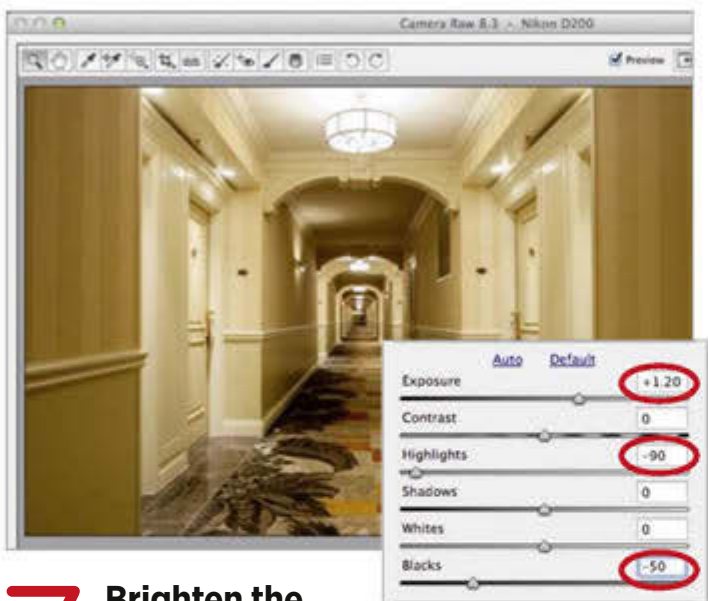 Camera Raw 8.3 - Nikon D200
Preview
Auto Default
Exposure +1.20
Contrast 0
Highlights -90
Shadows 0
Whites 0
Blacks -50
Brighten the